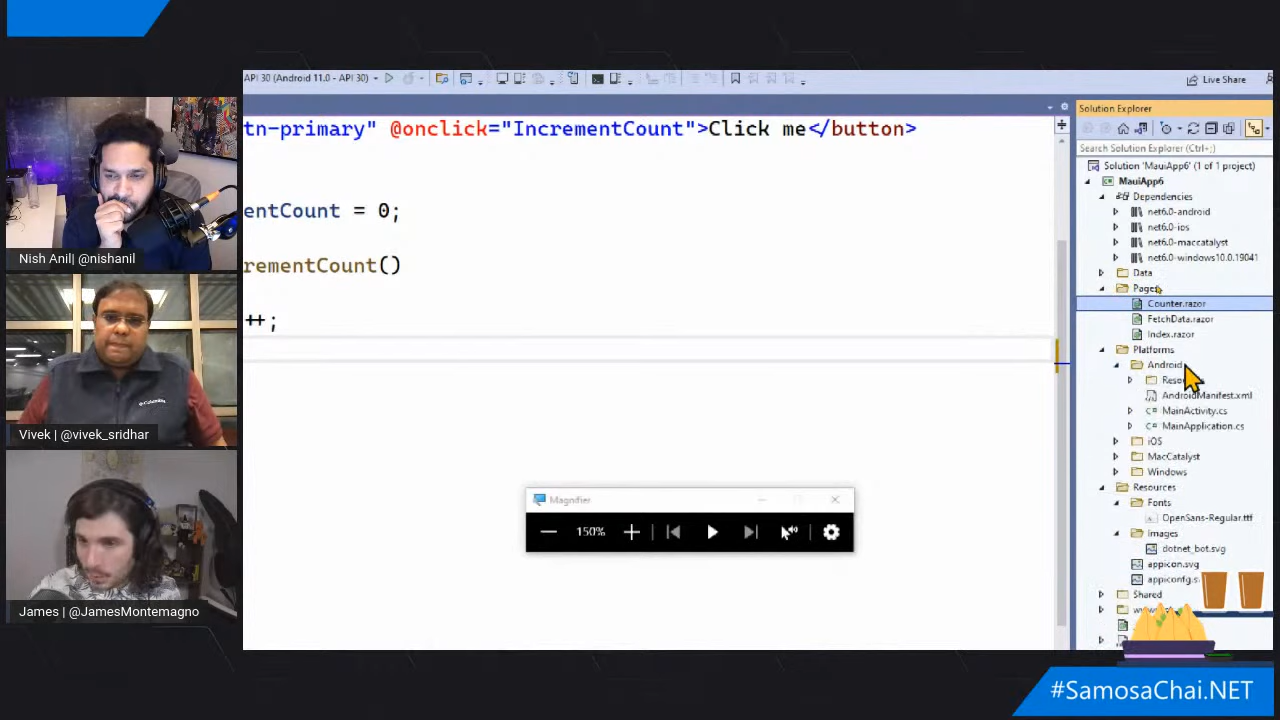 API 30 (Android 11.0 - API 30)
Live Share
tn-primary" @onclick="IncrementCount">Click me</button>
entCount = 0;
rementCount()
++;
Solution Explorer
Search Solution Explorer (Ctrl+;)
Solution 'MauiApp6' (1 of 1 project)
MauiApp6
Dependencies
net6.0-android
net6.0-ios
net6.0-maccatalyst
net6.0-windows10.0.19041
Data
Pages
Counter.razor
FetchData.razor
Index.razor
Platforms
Android
AndroidManifest.xml
MainActivity.cs
MainApplication.cs
iOS
MacCatalyst
Windows
Resources
Fonts
OpenSans-Regular.ttf
Images
dotnet_bot.svg
appicon.svg
appiconfg.s
Shared
Magnifier
150%
Nish Anil| @nishanil
Columbia
Vivek | @vivek_sridhar
James | @JamesMontemagno
#SamosaChai.NET